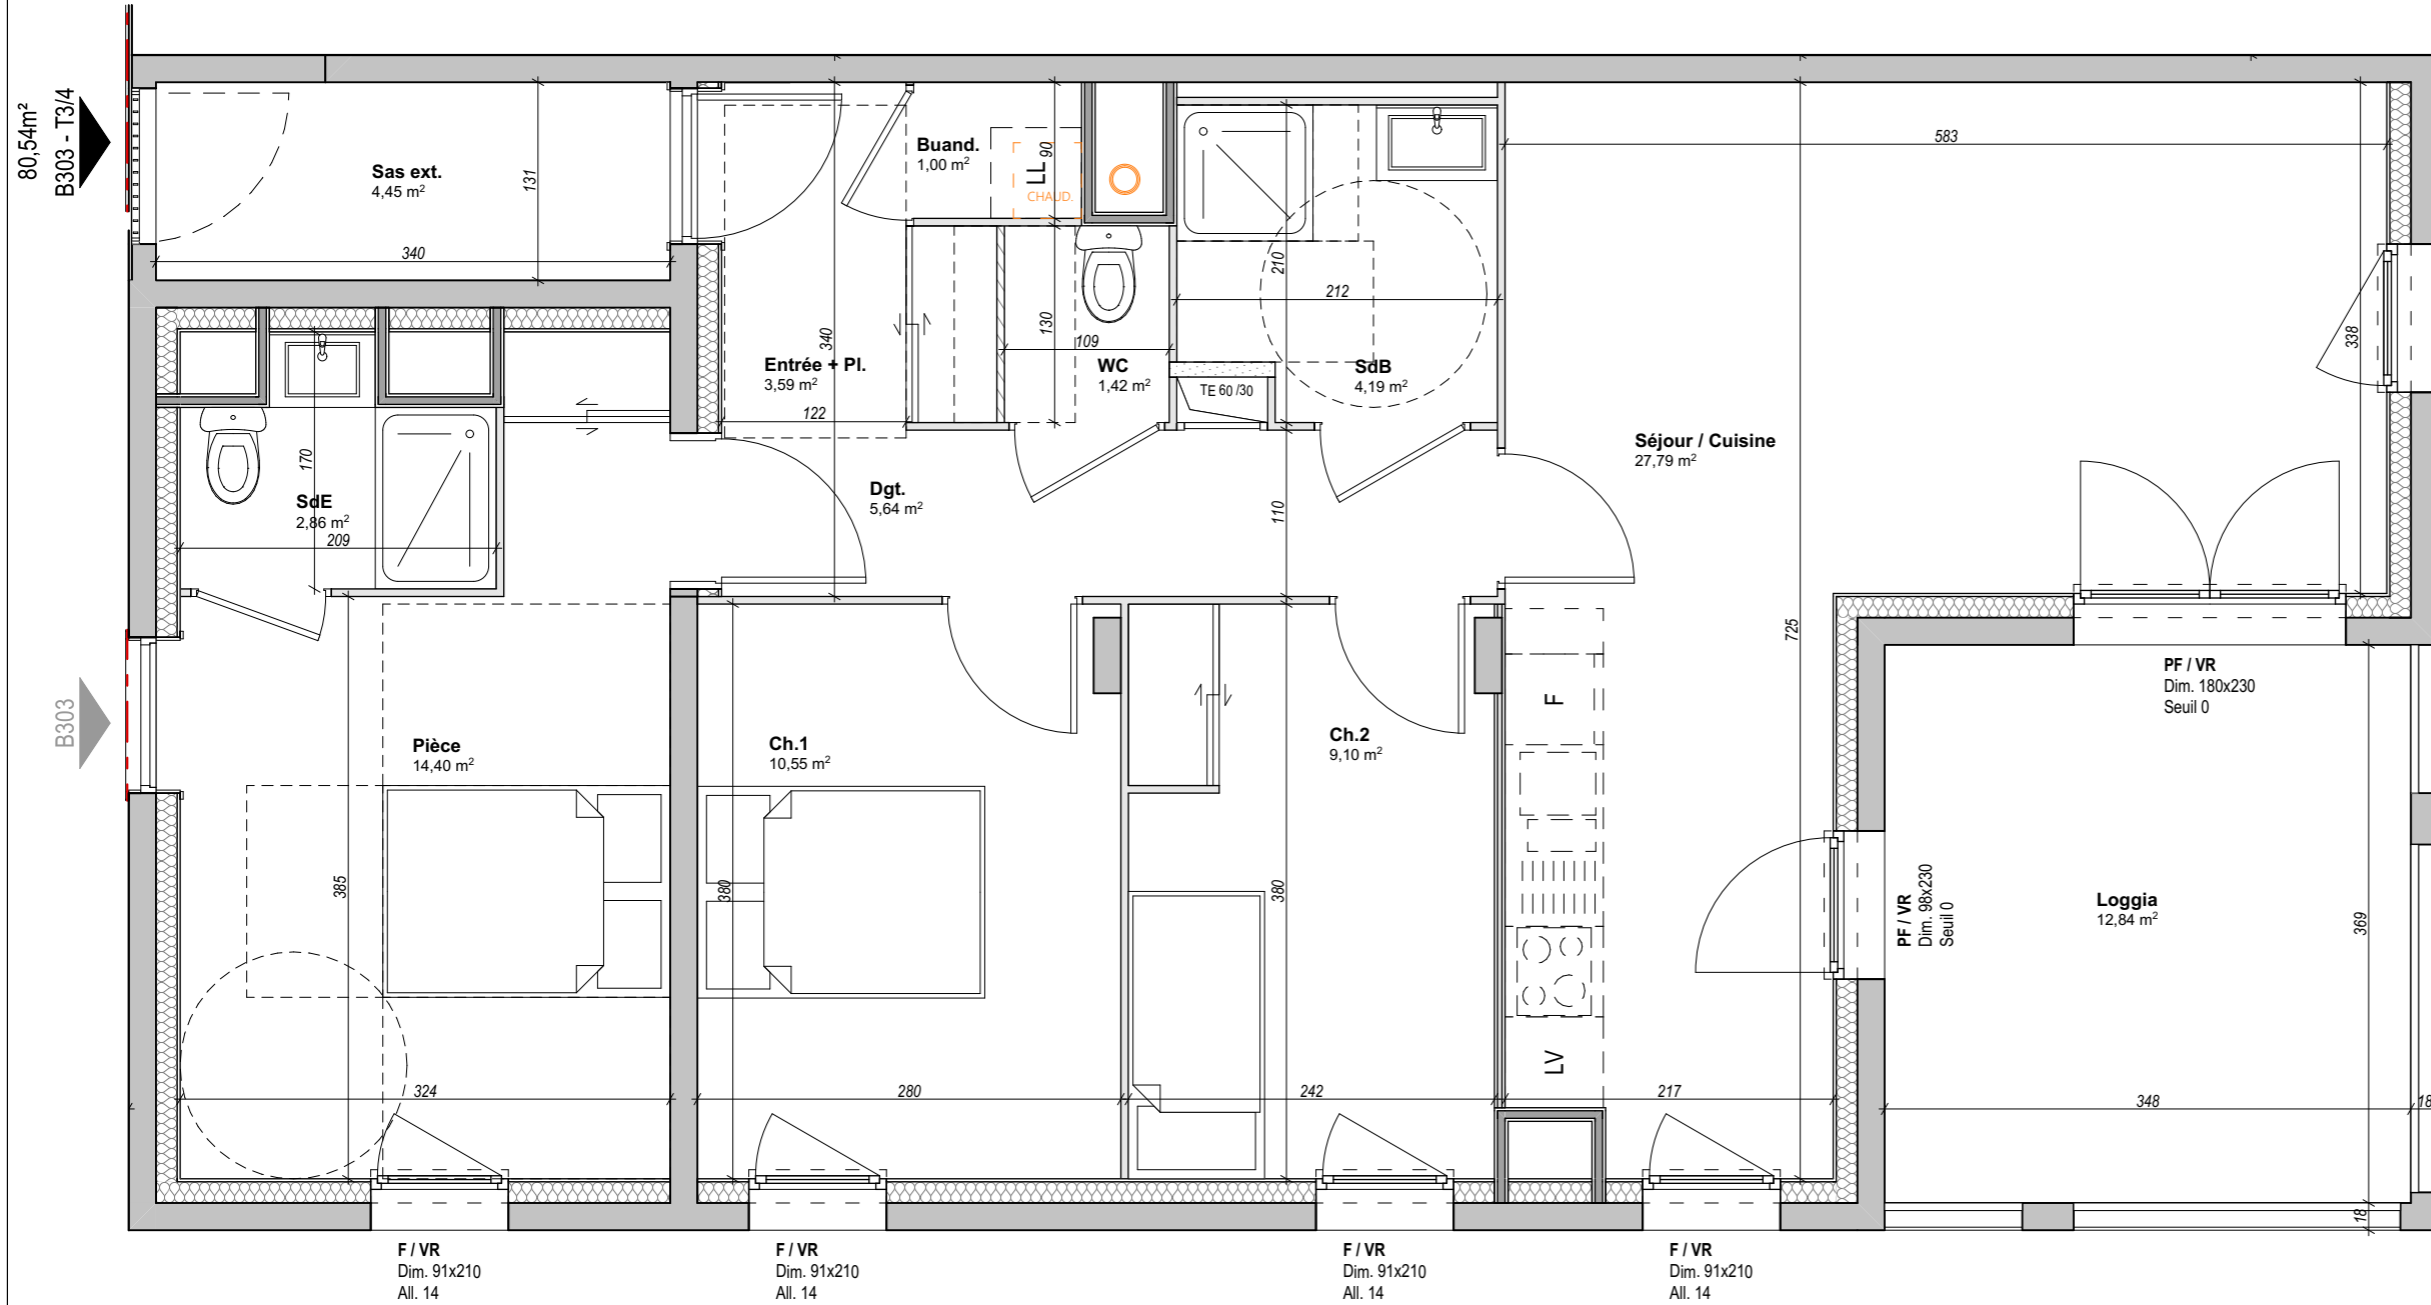 80,54m²
B303 - T3/4
B303
Sas ext.
4,45 m²
131
340
Buand.
1,00 m²
LL
90
CHAUD.
583
Entrée + Pl.
3,59 m²
340
122
130
109
WC
1,42 m²
210
212
SdB
4,19 m²
TE 60 /30
338
Séjour / Cuisine
27,79 m²
170
SdE
2,86 m²
209
Dgt.
5,64 m²
110
725
Pièce
14,40 m²
385
324
Ch.1
10,55 m²
380
280
Ch.2
9,10 m²
380
242
F
LV
217
PF / VR
Dim. 180x230
Seuil 0
PF / VR
Dim. 98x230
Seuil 0
Loggia
12,84 m²
369
348
18
18
F / VR
Dim. 91x210
All. 14
F / VR
Dim. 91x210
All. 14
F / VR
Dim. 91x210
All. 14
F / VR
Dim. 91x210
All. 14